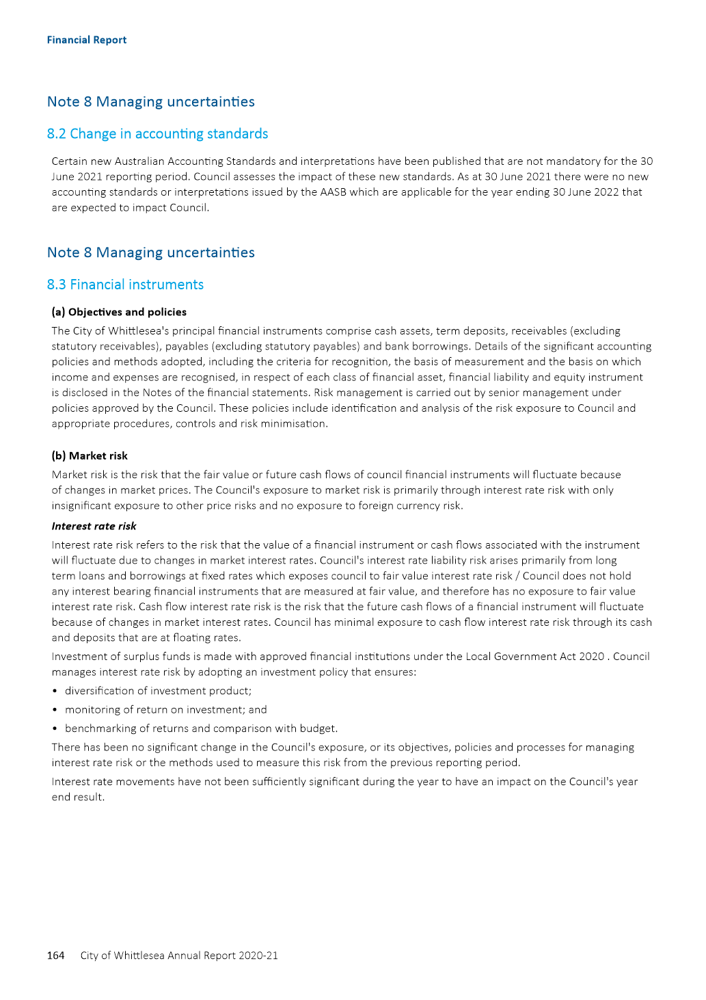 Financial Report
Note 8 Managing uncertainties
8.2 Change in accounting standards
Certain new Australian Accounting Standards and interpretations have been published that are not mandatory for the 30
June 2021 reporting period. Council assesses the impact of these new standards. As at 30 June 2021 there were no new
accounting standards or interpretations issued by the AASB which are applicable for the year ending 30 June 2022 that
are expected to impact Council.
Note 8 Managing uncertainties
8.3 Financial instruments
(a) Objectives and policies
The City of Whittlesea's principal financial instruments comprise cash assets, term deposits, receivables (excluding
statutory receivables), payables (excluding statutory payables) and bank borrowings. Details of the significant accounting
policies and methods adopted, including the criteria for recognition, the basis of measurement and the basis on which
income and expenses are recognised, in respect of each class of financial asset, financial liability and equity instrument
is disclosed in the Notes of the financial statements. Risk management is carried out by senior management under
policies approved by the Council. These policies include identification and analysis of the risk exposure to Council and
appropriate procedures, controls and risk minimisation.
(b) Market risk
Market risk is the risk that the fair value or future cash flows of council financial instruments will fluctuate because
of changes in market prices. The Council's exposure to market risk is primarily through interest rate risk with only
insignificant exposure to other price risks and no exposure to foreign currency risk.
Interest rate risk
Interest rate risk refers to the risk that the value of a financial instrument or cash flows associated with the instrument
will fluctuate due to changes in market interest rates. Council's interest rate liability risk arises primarily from long
term loans and borrowings at fixed rates which exposes council to fair value interest rate risk / Council does not hold
any interest bearing financial instruments that are measured at fair value, and therefore has no exposure to fair value
interest rate risk. Cash flow interest rate risk is the risk that the future cash flows of a financial instrument will fluctuate
because of changes in market interest rates. Council has minimal exposure to cash flow interest rate risk through its cash
and deposits that are at floating rates.
Investment of surplus funds is made with approved financial institutions under the Local Government Act 2020 . Council
manages interest rate risk by adopting an investment policy that ensures:
• diversification of investment product;
• monitoring of return on investment; and
• benchmarking of returns and comparison with budget.
There has been no significant change in the Council's exposure, or its objectives, policies and processes for managing
interest rate risk or the methods used to measure this risk from the previous reporting period.
Interest rate movements have not been sufficiently significant during the year to have an impact on the Council's year
end result.
164 City of Whittlesea Annual Report 2020-21